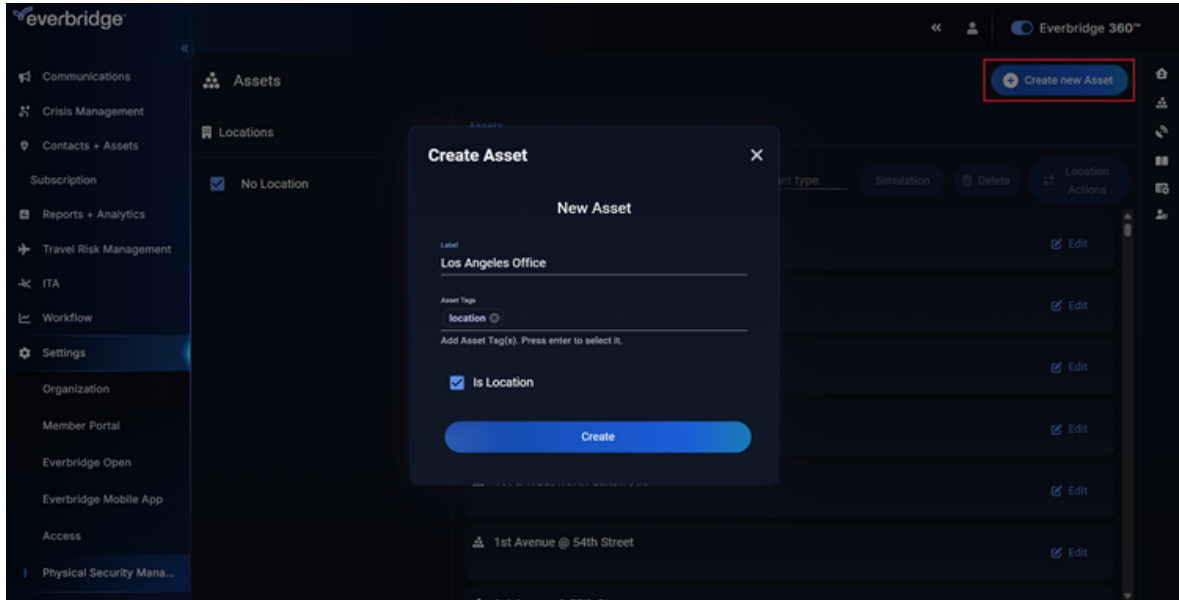 everbridge
Everbridge 360™
Communications
Crisis Management
Contacts + Assets
Subscription
Reports + Analytics
Travel Risk Management
ITA
Workflow
Settings
Organization
Member Portal
Everbridge Open
Everbridge Mobile App
Access
Physical Security Mana...
Assets
Create new Asset
Locations
No Location
Assets
et type
Simulation
Delete
Location
Actions
Edit
Edit
Edit
Edit
Edit
1st Avenue @ 54th Street
Edit
Create Asset
New Asset
Label
Los Angeles Office
Asset Tags
location
Add Asset Tag(s). Press enter to select it.
Is Location
Create